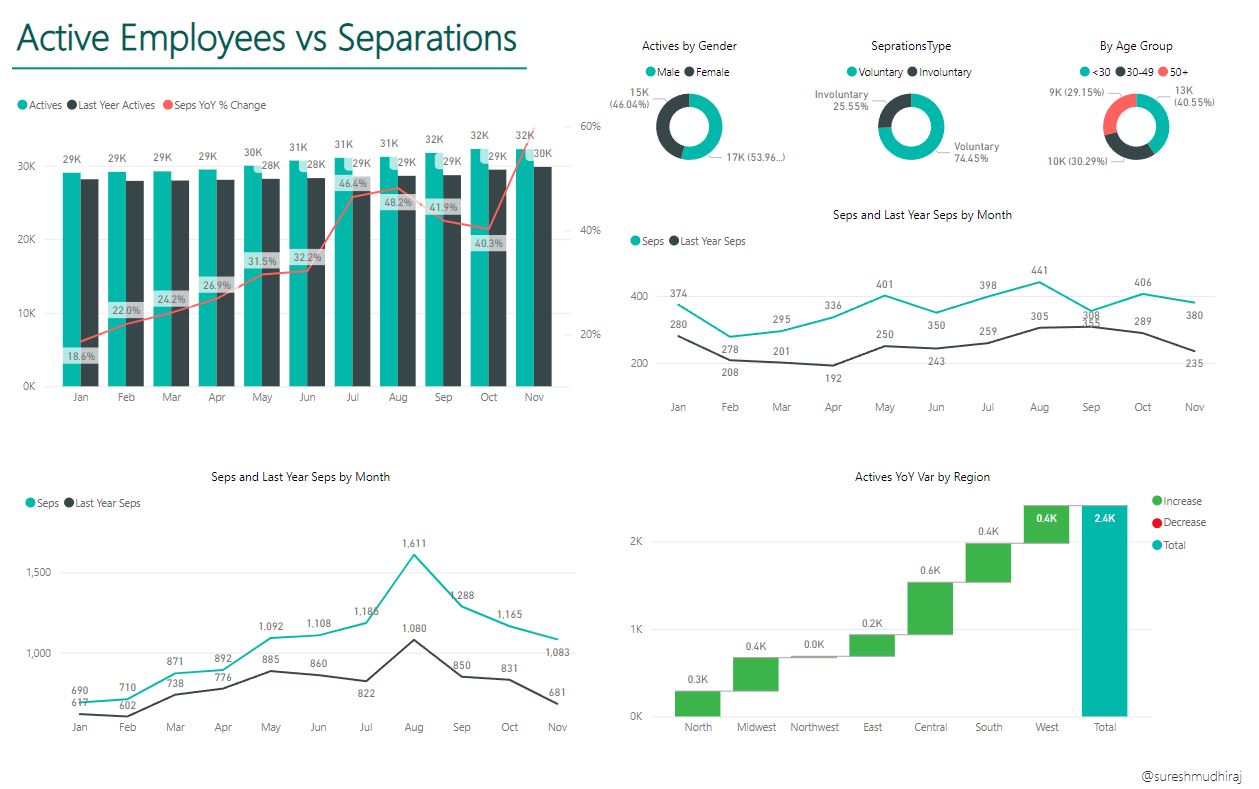 Active Employees vs Separations
Actives Last Year Actives Seps YoY % Change
60%
40%
20%
30K
20K
10K
0K
29K 29K 29K 29K 30K 31K 31K 31K 32K 32K 32K
28K 28K 29K 29K 29K 29K 30K
18.6% 22.0% 24.2% 26.9% 31.5% 32.2% 46.4% 48.2% 41.9% 40.3%
Jan Feb Mar Apr May Jun Jul Aug Sep Oct Nov
Actives by Gender
Male Female
15K
(46.04%)
17K (53.96...)
SeprationsType
Voluntary Involuntary
Involuntary
25.55%
Voluntary
74.45%
By Age Group
<30 30-49 50+
9K (29.15%)
13K
(40.55%)
10K (30.29%)
Seps and Last Year Seps by Month
Seps Last Year Seps
400
200
374 278 295 336 401 350 398 441 355 406 380
280 208 201 192 250 243 259 305 308 289 235
Jan Feb Mar Apr May Jun Jul Aug Sep Oct Nov
Seps and Last Year Seps by Month
Seps Last Year Seps
1,500
1,000
690 710 871 892 1,092 1,108 1,186 1,611 1,288 1,165 1,083
617 602 738 776 885 860 822 1,080 850 831 681
Jan Feb Mar Apr May Jun Jul Aug Sep Oct Nov
Actives YoY Var by Region
Increase
Decrease
Total
2K
1K
0K
0.3K 0.4K 0.0K 0.2K 0.6K 0.4K 0.4K 2.4K
North Midwest Northwest East Central South West Total
@sureshmudhiraj